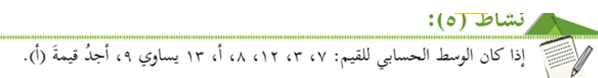 نشاط (٥):
إذا كان الوسط الحسابي للقيم: ٧، ٣، ١٢، ٨، أ، ١٣ يساوي ٩، أجدُ قيمةَ (أ).